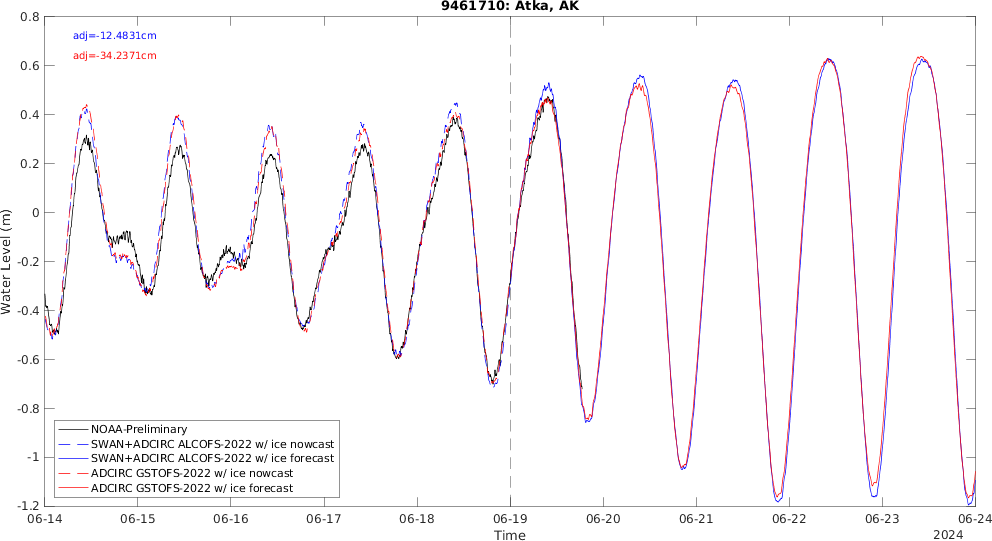 9461710: Atka, AK
adj=-12.4831cm
adj=-34.2371cm
0.8
0.6
0.4
0.2
0
-0.2
-0.4
-0.6
-0.8
-1
-1.2
Water Level (m)
NOAA-Preliminary
SWAN+ADCIRC ALCOFS-2022 w/ ice nowcast
SWAN+ADCIRC ALCOFS-2022 w/ ice forecast
ADCIRC GSTOFS-2022 w/ ice nowcast
ADCIRC GSTOFS-2022 w/ ice forecast
06-14 06-15 06-16 06-17 06-18 06-19 06-20 06-21 06-22 06-23 06-24
Time
2024